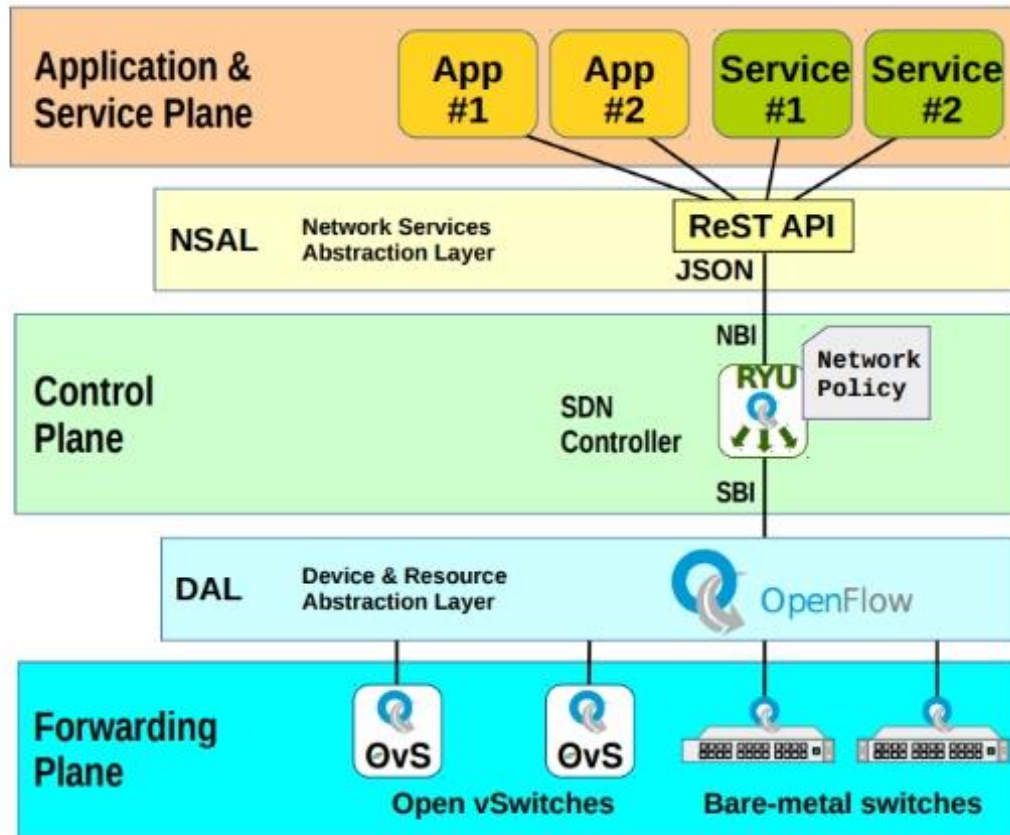 Application &
Service Plane
App
#1
App
#2
Service
#1
Service
#2
NSAL
Network Services
Abstraction Layer
ReST API
JSON
Control
Plane
NBI
RYU
Network
Policy
SDN
Controller
SBI
DAL
Device & Resource
Abstraction Layer
OpenFlow
Forwarding
Plane
OvS
OvS
Open vSwitches
Bare-metal switches